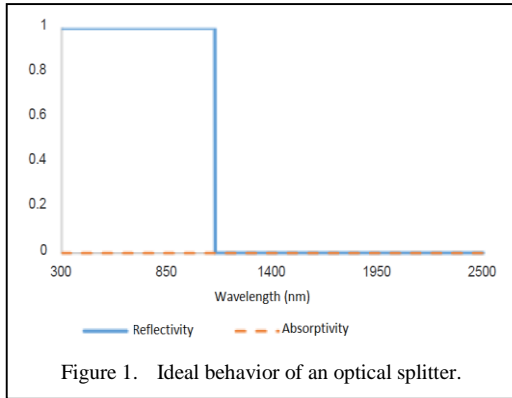 1
0.8
0.6
0.4
0.2
0
300 850 1400 1950 2500
Wavelength (nm)
Reflectivity Absorptivity
Figure 1. Ideal behavior of an optical splitter.